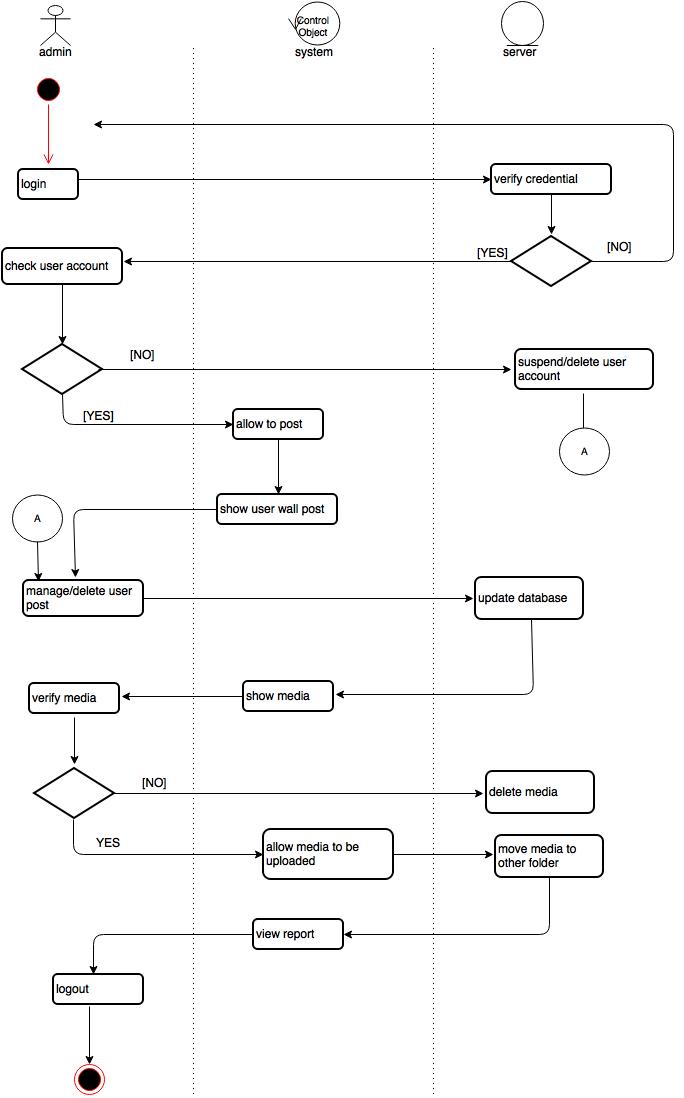 Control
Object
admin
system
server
login
verify credential
[YES]
[NO]
check user account
[NO]
suspend/delete user
account
[YES]
allow to post
A
A
show user wall post
manage/delete user
post
update database
verify media
show media
[NO]
delete media
YES
allow media to be
uploaded
move media to
other folder
view report
logout